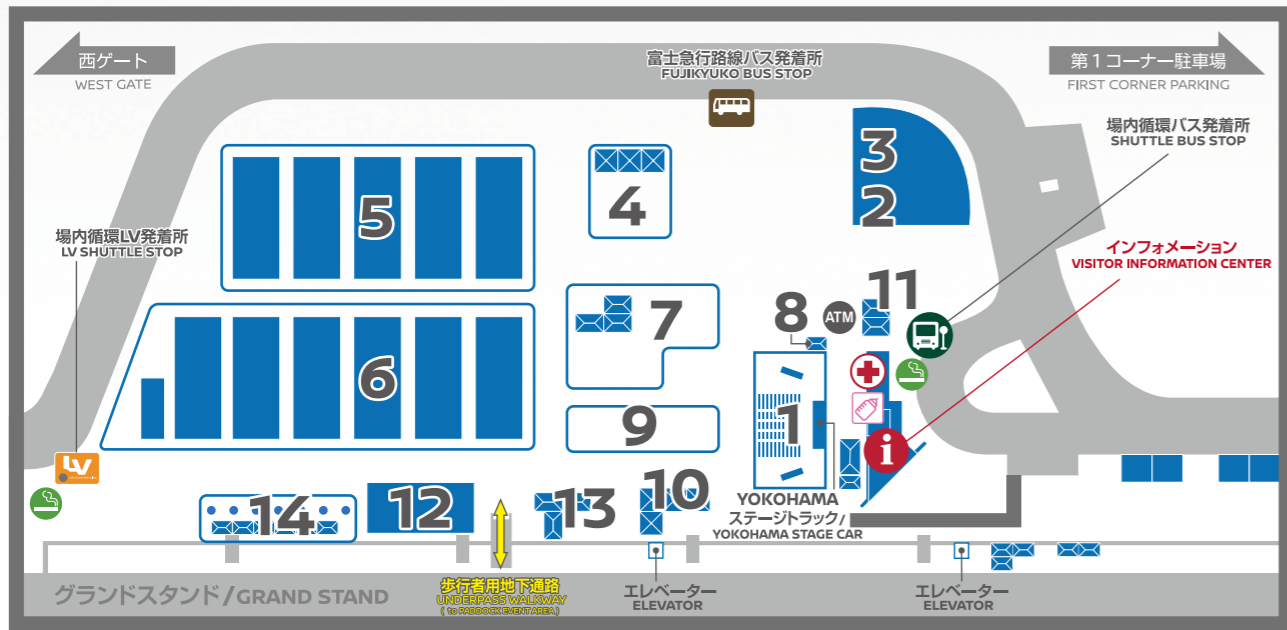 西ゲート
WEST GATE
富士急行路線バス発着所
FUJIKYUKO BUS STOP
第1コーナー駐車場
FIRST CORNER PARKING
場内循環バス発着所
SHUTTLE BUS STOP
3
2
4
5
場内循環LV発着所
LV SHUTTLE STOP
インフォメーション
VISITOR INFORMATION CENTER
11
ATM
8
7
6
1
9
i
LV
10
YOKOHAMA
ステージトラック/
YOKOHAMA STAGE CAR
14
12
13
歩行者用地下通路
UNDERPASS WALKWAY
( to PADDOCK EVENT AREA )
エレベーター
ELEVATOR
エレベーター
ELEVATOR
グランドスタンド/GRAND STAND